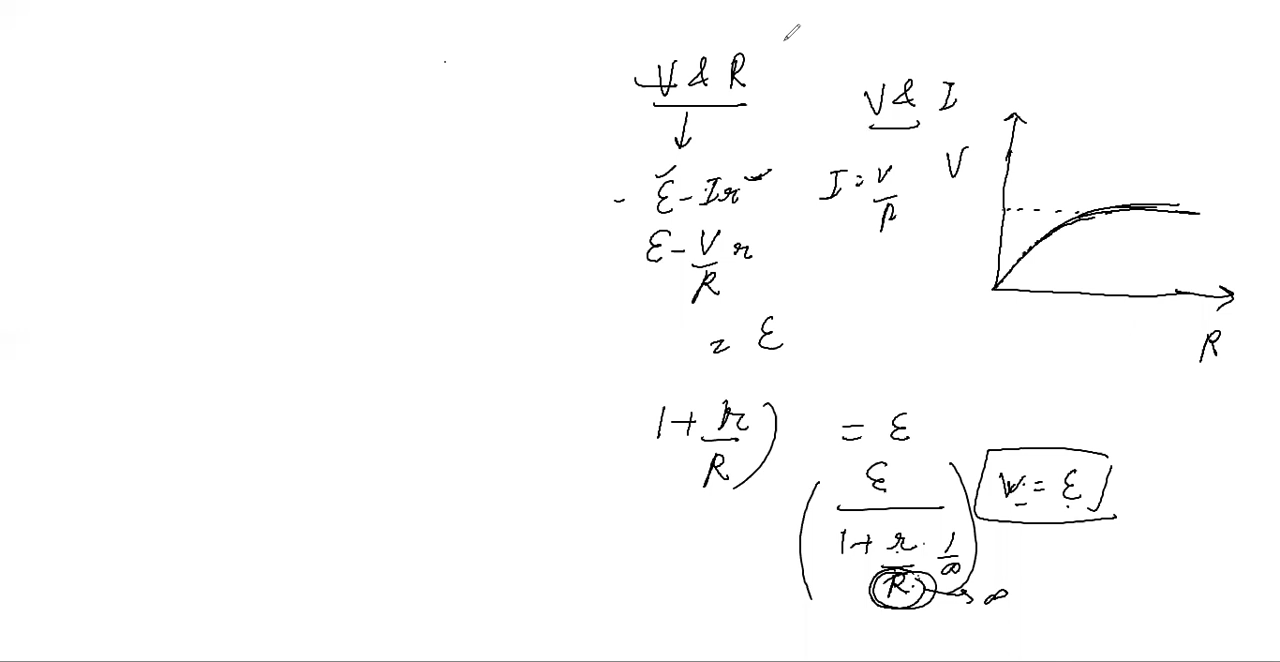 V & R
V & I
ε - Ir
I = V/R
V
ε - V/R r
= ε
R
1 + r/R) = ε
(ε / 1 + r/R · 1/∞)
V = ε
→ ∞